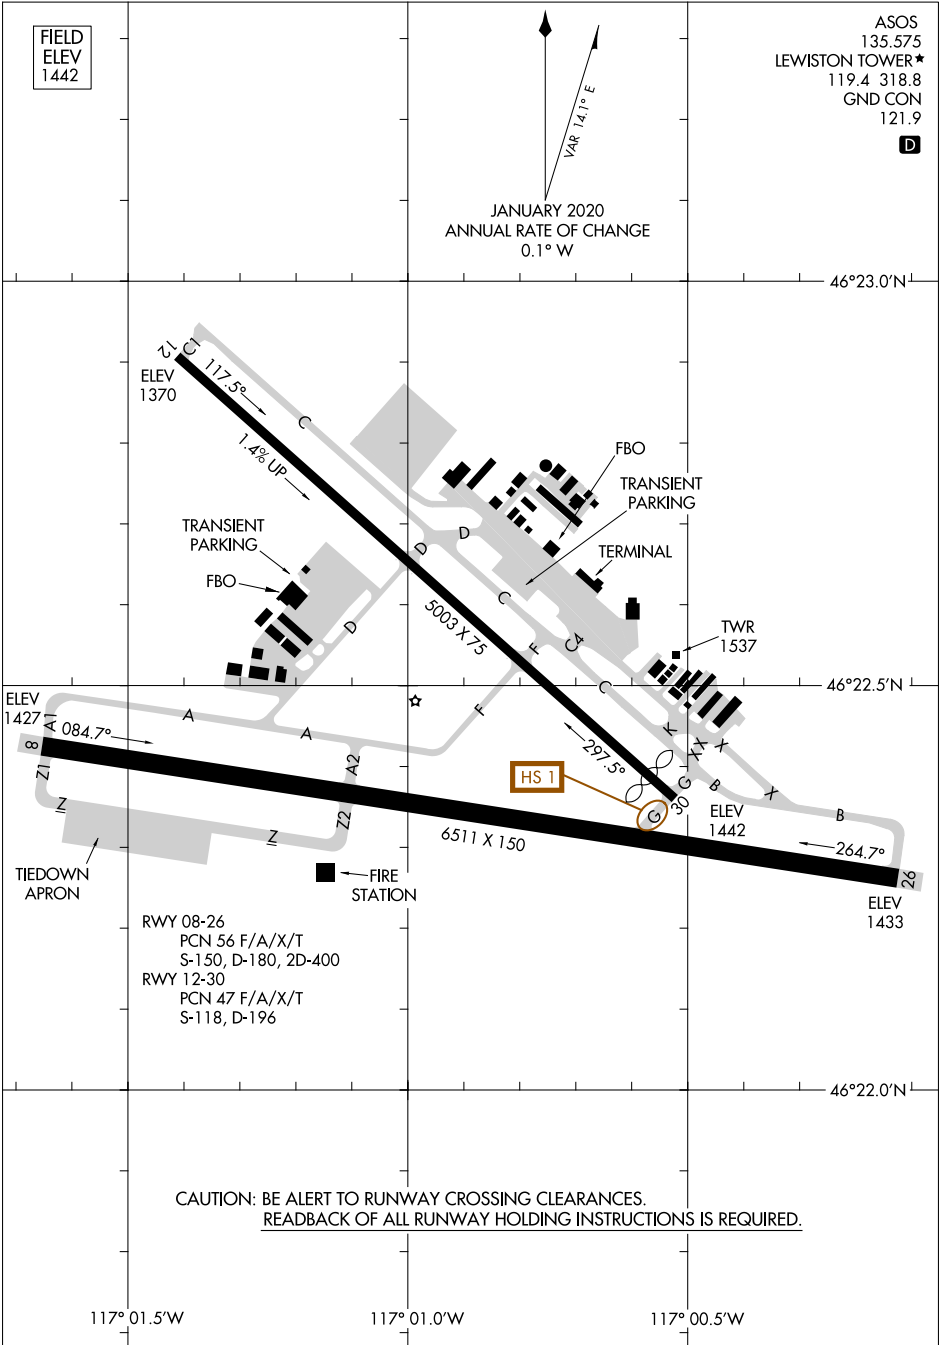 FIELD
ELEV
1442
ASOS
135.575
LEWISTON TOWER★
119.4 318.8
GND CON
121.9
D
VAR 14.1° E
JANUARY 2020
ANNUAL RATE OF CHANGE
0.1° W
46°23.0'N
12
C1
ELEV
1370
117.5°
C
1.4% UP
FBO
TRANSIENT
PARKING
TRANSIENT
PARKING
D
D
TERMINAL
FBO
C
5003 X 75
D
TWR
1537
F
C4
46°22.5'N
C
ELEV
1427
A1
A
F
8
084.7°
A
K
XX
X
297.5°
Z1
A2
HS 1
G
B
X
Z
30
ELEV
1442
B
G
Z2
Z
6511 X 150
264.7°
TIEDOWN
APRON
FIRE
STATION
26
ELEV
1433
RWY 08-26
PCN 56 F/A/X/T
S-150, D-180, 2D-400
RWY 12-30
PCN 47 F/A/X/T
S-118, D-196
46°22.0'N
CAUTION: BE ALERT TO RUNWAY CROSSING CLEARANCES.
READBACK OF ALL RUNWAY HOLDING INSTRUCTIONS IS REQUIRED.
117° 01.5'W
117° 01.0'W
117° 00.5'W